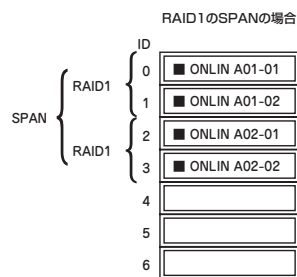 RAID1のSPANの場合
ID
0 ■ ONLIN A01-01
RAID1
1 ■ ONLIN A01-02
SPAN
2 ■ ONLIN A02-01
RAID1
3 ■ ONLIN A02-02
4
5
6